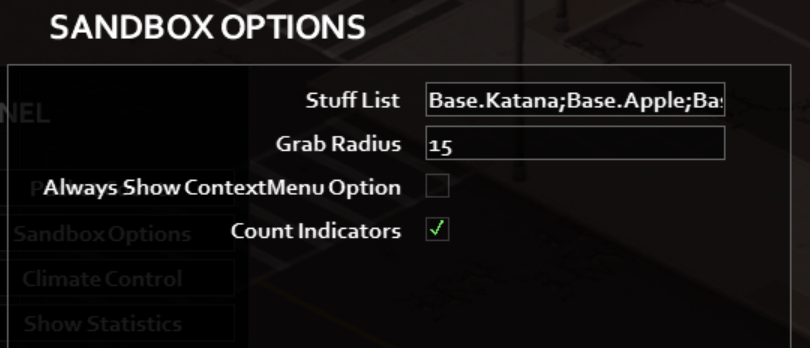 SANDBOX OPTIONS
Stuff List Base.Katana;Base.Apple;Ba
Grab Radius 15
Always Show ContextMenu Option
Sandbox Options Count Indicators
Climate Control
Show Statistics